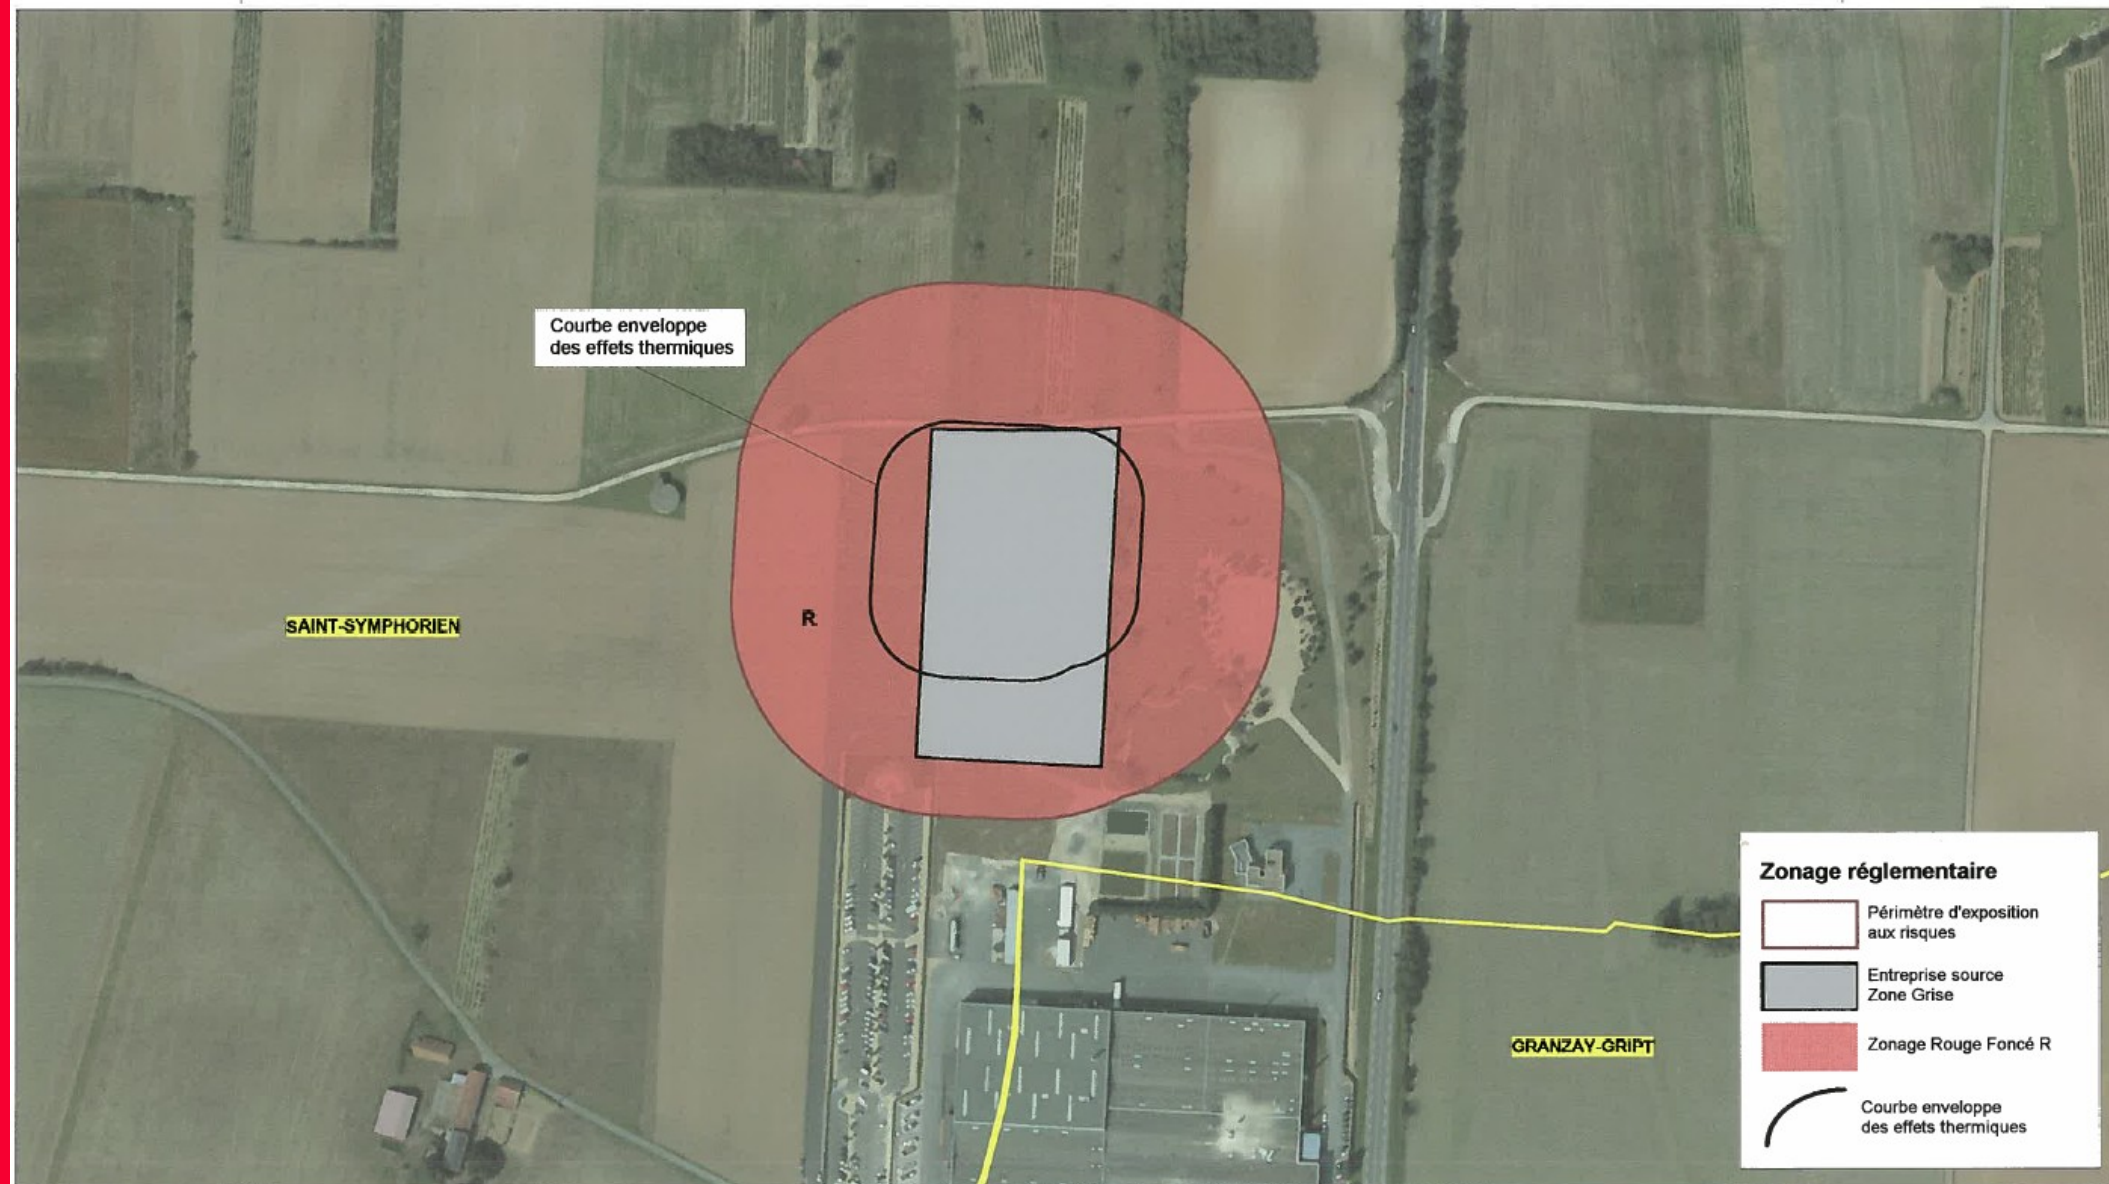 Courbe enveloppe
des effets thermiques
R
SAINT-SYMPHORIEN
GRANZAY-GRIPT
Zonage réglementaire
Périmètre d'exposition
aux risques
Entreprise source
Zone Grise
Zonage Rouge Foncé R
Courbe enveloppe
des effets thermiques